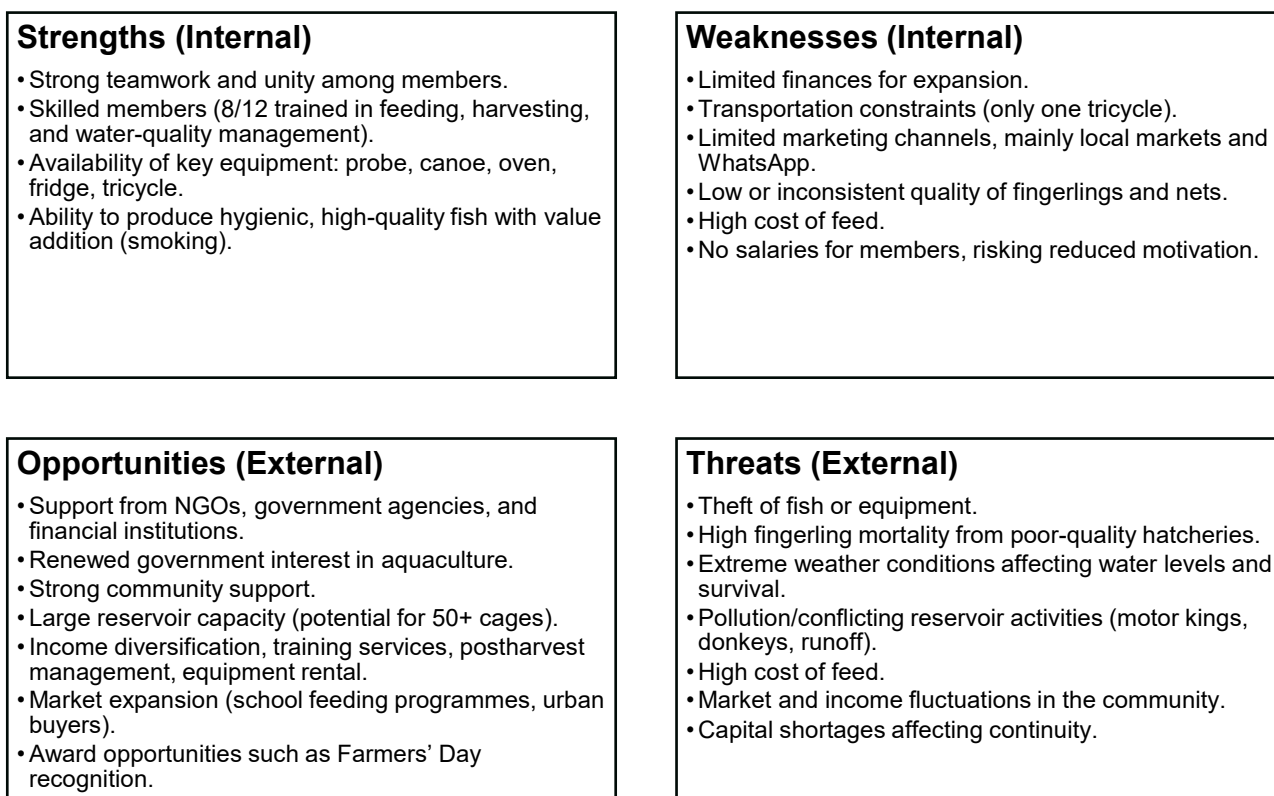 Strengths (Internal)
• Strong teamwork and unity among members.
• Skilled members (8/12 trained in feeding, harvesting,
and water-quality management).
• Availability of key equipment: probe, canoe, oven,
fridge, tricycle.
• Ability to produce hygienic, high-quality fish with value
addition (smoking).
Weaknesses (Internal)
• Limited finances for expansion.
• Transportation constraints (only one tricycle).
• Limited marketing channels, mainly local markets and
WhatsApp.
• Low or inconsistent quality of fingerlings and nets.
• High cost of feed.
• No salaries for members, risking reduced motivation.
Opportunities (External)
• Support from NGOs, government agencies, and
financial institutions.
• Renewed government interest in aquaculture.
• Strong community support.
• Large reservoir capacity (potential for 50+ cages).
• Income diversification, training services, postharvest
management, equipment rental.
• Market expansion (school feeding programmes, urban
buyers).
• Award opportunities such as Farmers’ Day
recognition.
Threats (External)
• Theft of fish or equipment.
• High fingerling mortality from poor-quality hatcheries.
• Extreme weather conditions affecting water levels and
survival.
• Pollution/conflicting reservoir activities (motor kings,
donkeys, runoff).
• High cost of feed.
• Market and income fluctuations in the community.
• Capital shortages affecting continuity.